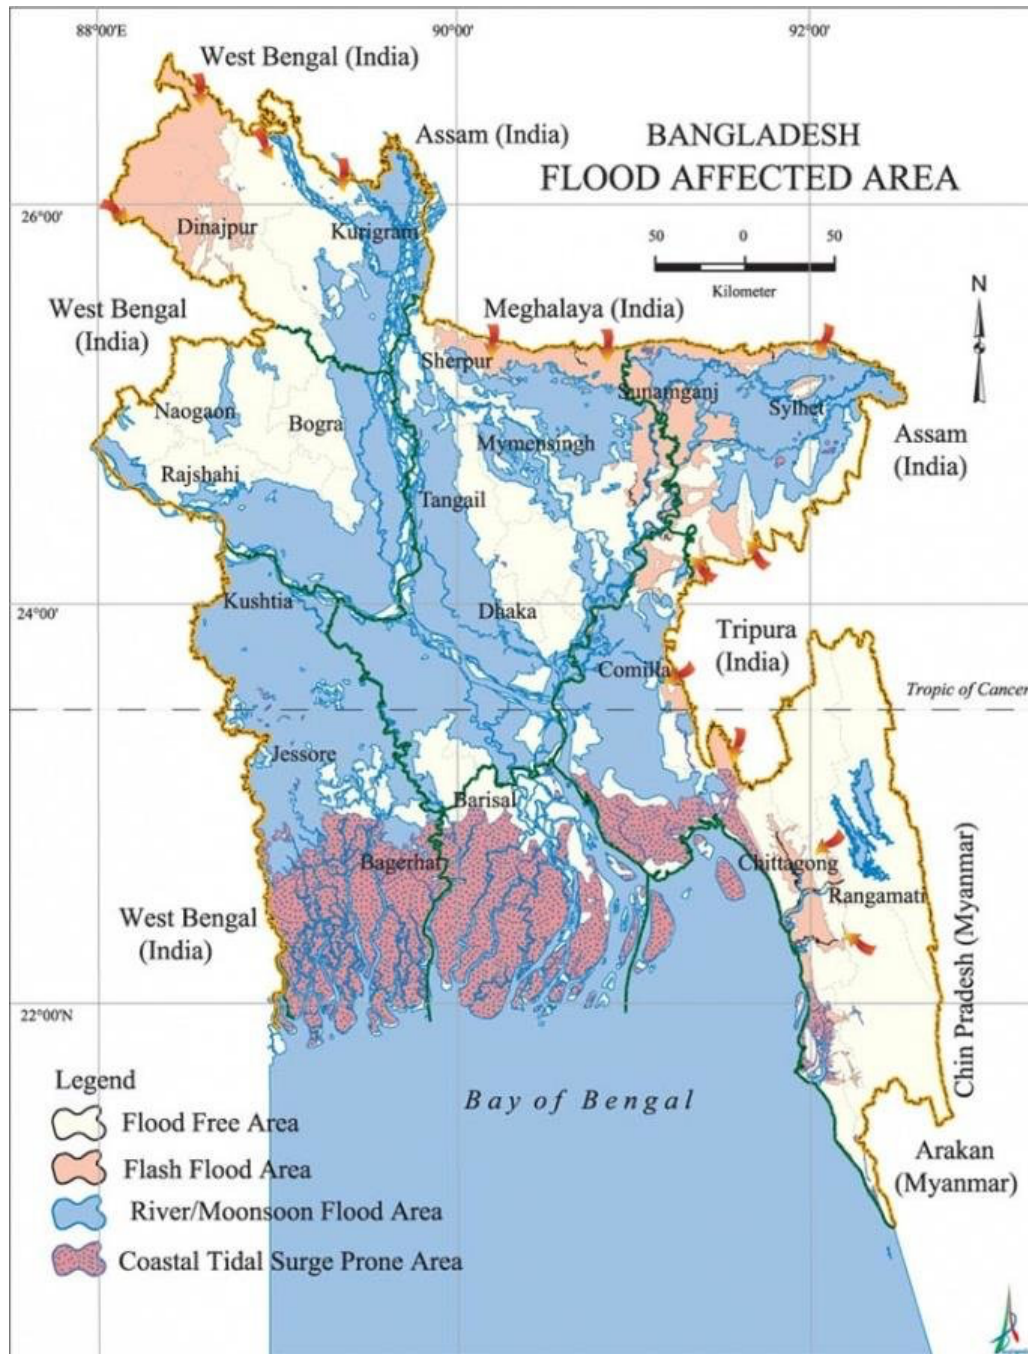 88°00'E
90°00'
92°00'
West Bengal (India)
Assam (India)
BANGLADESH
FLOOD AFFECTED AREA
26°00'
Dinajpur
Kurigram
50
0
50
Kilometer
N
West Bengal
(India)
Meghalaya (India)
Sherpur
Sunamganj
Sylhet
Naogaon
Bogra
Mymensingh
Assam
(India)
Rajshahi
Tangail
24°00'
Kushtia
Dhaka
Tripura
(India)
Comilla
Tropic of Cancer
Jessore
Barisal
Bagerhat
Chittagong
Rangamati
West Bengal
(India)
Chin Pradesh (Myanmar)
22°00'N
Legend
Bay of Bengal
Flood Free Area
Flash Flood Area
River/Moonsoon Flood Area
Coastal Tidal Surge Prone Area
Arakan
(Myanmar)